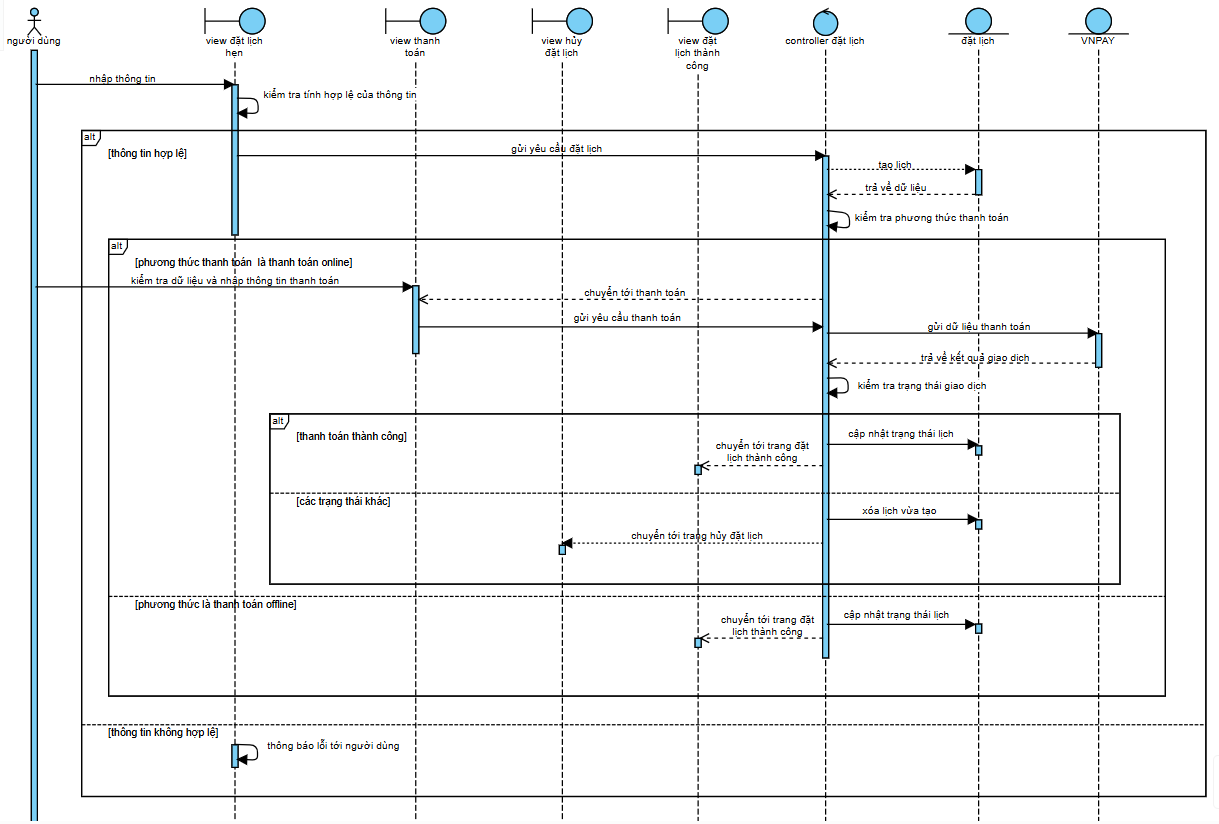 người dùng
view đặt lịch
hẹn
view thanh
toán
view hủy
đặt lịch
view đặt
lịch thành
công
controller đặt lịch
đặt lịch
VNPAY
nhập thông tin
kiểm tra tính hợp lệ của thông tin
alt
[thông tin hợp lệ]
gửi yêu cầu đặt lịch
tạo lịch
trả về dữ liệu
kiểm tra phương thức thanh toán
alt
[phương thức thanh toán  là thanh toán online]
kiểm tra dữ liệu và nhập thông tin thanh toán
chuyển tới thanh toán
gửi yêu cầu thanh toán
gửi dữ liệu thanh toán
trả về kết quả giao dịch
kiểm tra trạng thái giao dịch
alt
[thanh toán thành công]
cập nhật trạng thái lịch
chuyển tới trang đặt
lịch thành công
[các trạng thái khác]
xóa lịch vừa tạo
chuyển tới trang hủy đặt lịch
[phương thức là thanh toán offline]
cập nhật trạng thái lịch
chuyển tới trang đặt
lịch thành công
[thông tin không hợp lệ]
thông báo lỗi tới người dùng